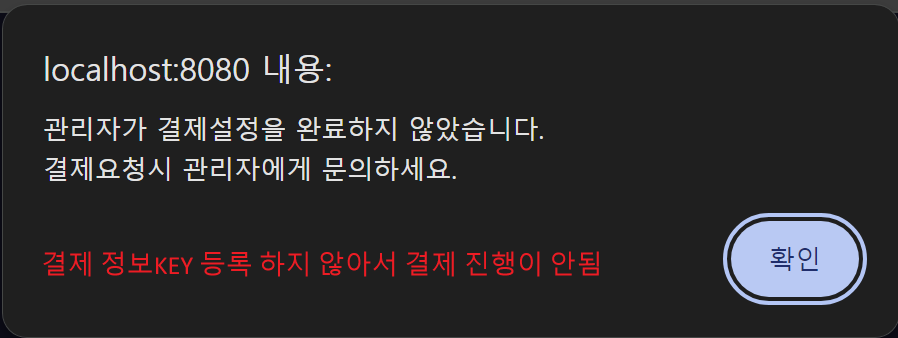 localhost:8080 내용:
관리자가 결제설정을 완료하지 않았습니다.
결제요청시 관리자에게 문의하세요.
결제 정보KEY 등록 하지 않아서 결제 진행이 안됨
확인